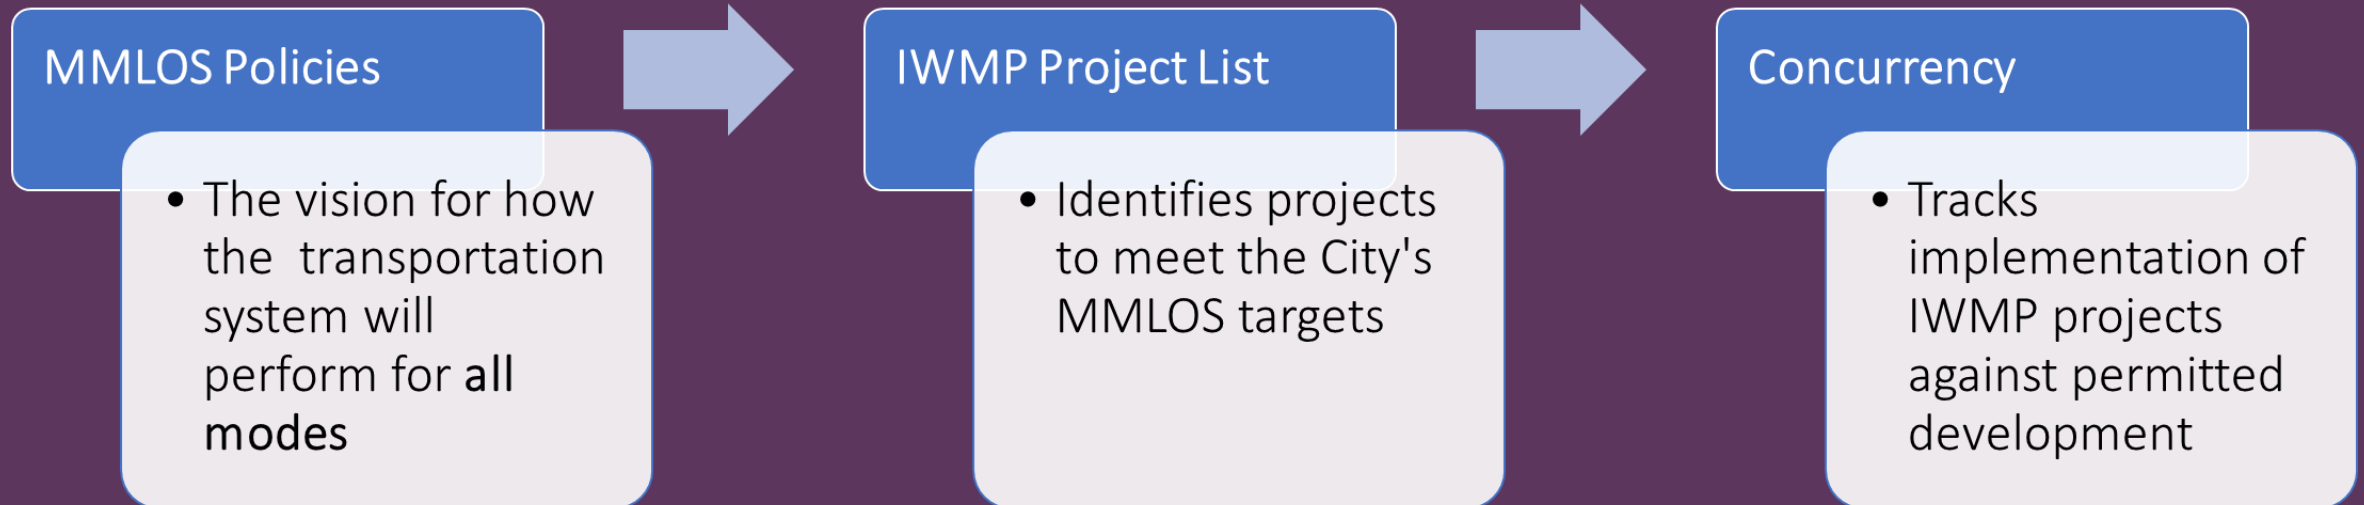 MMLOS Policies
• The vision for how
the  transportation
system will
perform for all
modes
IWMP Project List
• Identifies projects
to meet the City's
MMLOS targets
Concurrency
• Tracks
implementation of
IWMP projects
against permitted
development